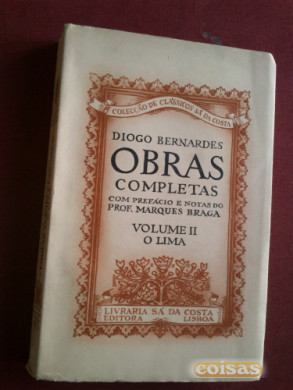 COLECÇÃO DE CLÁSSICOS SÁ DA COSTA
DIOGO BERNARDES
OBRAS
COMPLETAS
COM PREFÁCIO E NOTAS DO
PROF. MARQUES BRAGA
VOLUME II
O LIMA
LIVRARIA SÁ DA COSTA
EDITORA LISBOA
coisas